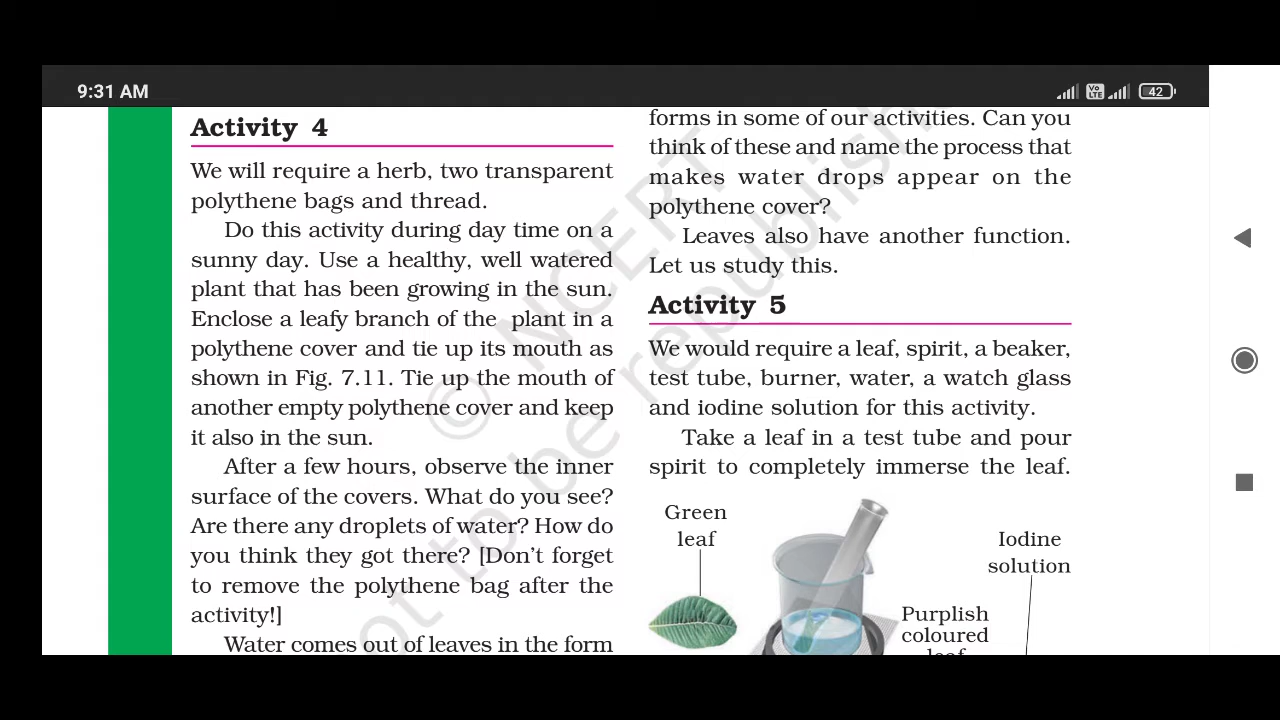 9:31 AM
Vo LTE
42
Activity 4
We will require a herb, two transparent
polythene bags and thread.
Do this activity during day time on a
sunny day. Use a healthy, well watered
plant that has been growing in the sun.
Enclose a leafy branch of the plant in a
polythene cover and tie up its mouth as
shown in Fig. 7.11. Tie up the mouth of
another empty polythene cover and keep
it also in the sun.
After a few hours, observe the inner
surface of the covers. What do you see?
Are there any droplets of water? How do
you think they got there? [Don't forget
to remove the polythene bag after the
activity!]
Water comes out of leaves in the form
forms in some of our activities. Can you
think of these and name the process that
makes water drops appear on the
polythene cover?
Leaves also have another function.
Let us study this.
Activity 5
We would require a leaf, spirit, a beaker,
test tube, burner, water, a watch glass
and iodine solution for this activity.
Take a leaf in a test tube and pour
spirit to completely immerse the leaf.
Green
leaf
Iodine
solution
Purplish
coloured
leaf
© NCERT
not to be republish